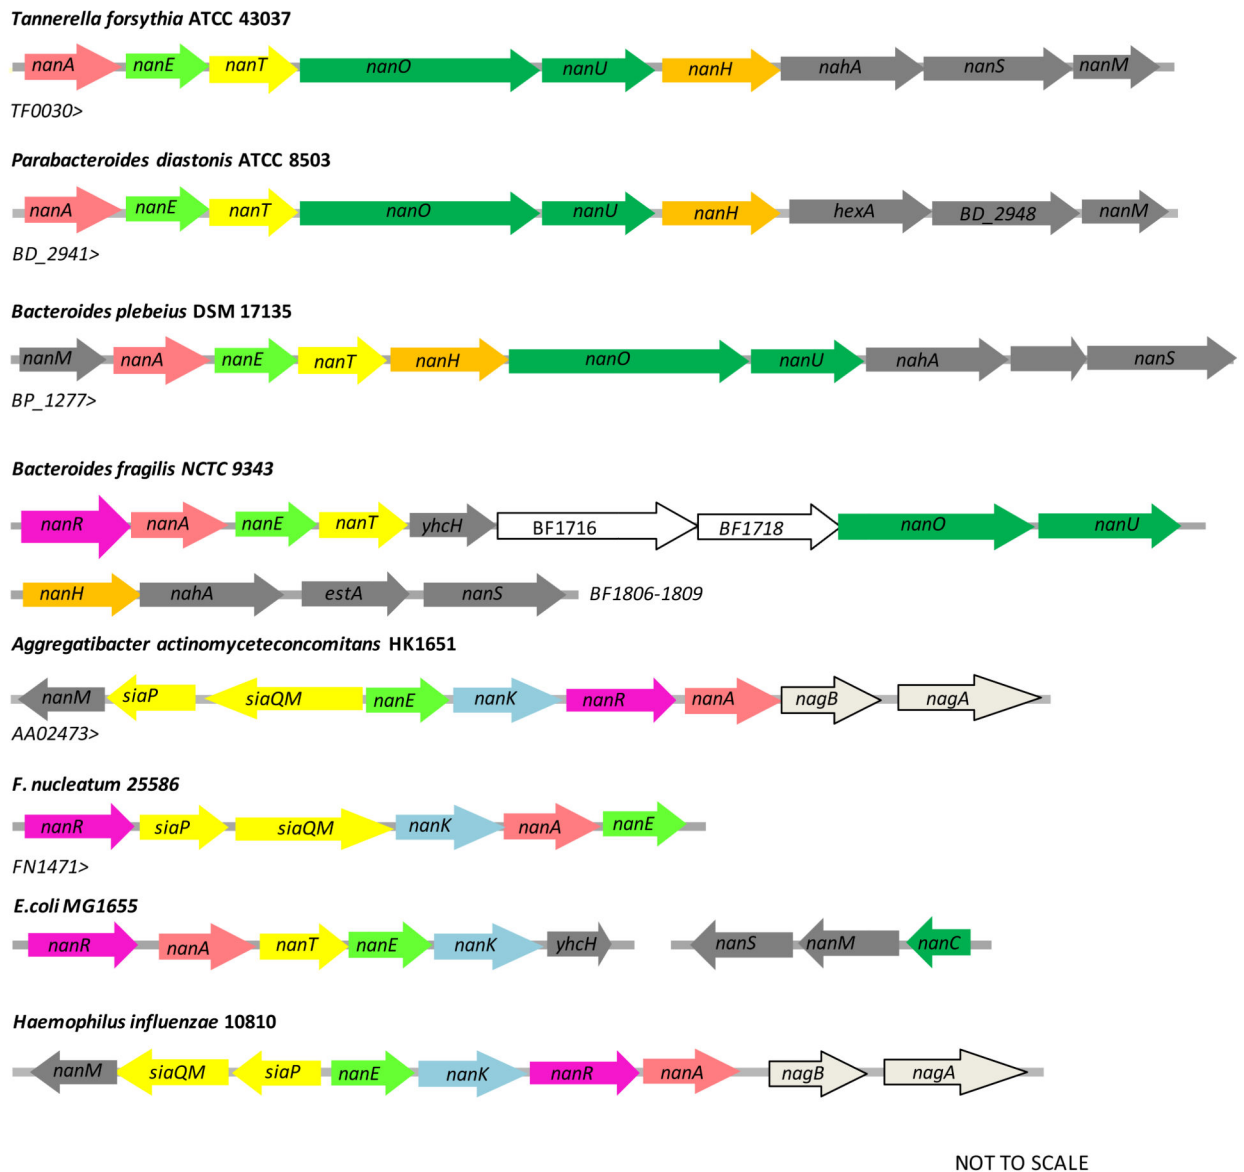 Tannerella forsythia ATCC 43037
nanA nanE nanT nanO nanU nanH nahA nanS nanM
TF0030>
Parabacteroides diastonis ATCC 8503
nanA nanE nanT nanO nanU nanH hexA BD_2948 nanM
BD_2941>
Bacteroides plebeius DSM 17135
nanM nanA nanE nanT nanH nanO nanU nahA nanS
BP_1277>
Bacteroides fragilis NCTC 9343
nanR nanA nanE nanT yhcH BF1716 BF1718 nanO nanU
nanH nahA estA nanS BF1806-1809
Aggregatibacter actinomyceteconcomitans HK1651
nanM siaP siaQM nanE nanK nanR nanA nagB nagA
AA02473>
F. nucleatum 25586
nanR siaP siaQM nanK nanA nanE
FN1471>
E.coli MG1655
nanR nanA nanT nanE nanK yhcH nanS nanM nanC
Haemophilus influenzae 10810
nanM siaQM siaP nanE nanK nanR nanA nagB nagA
NOT TO SCALE